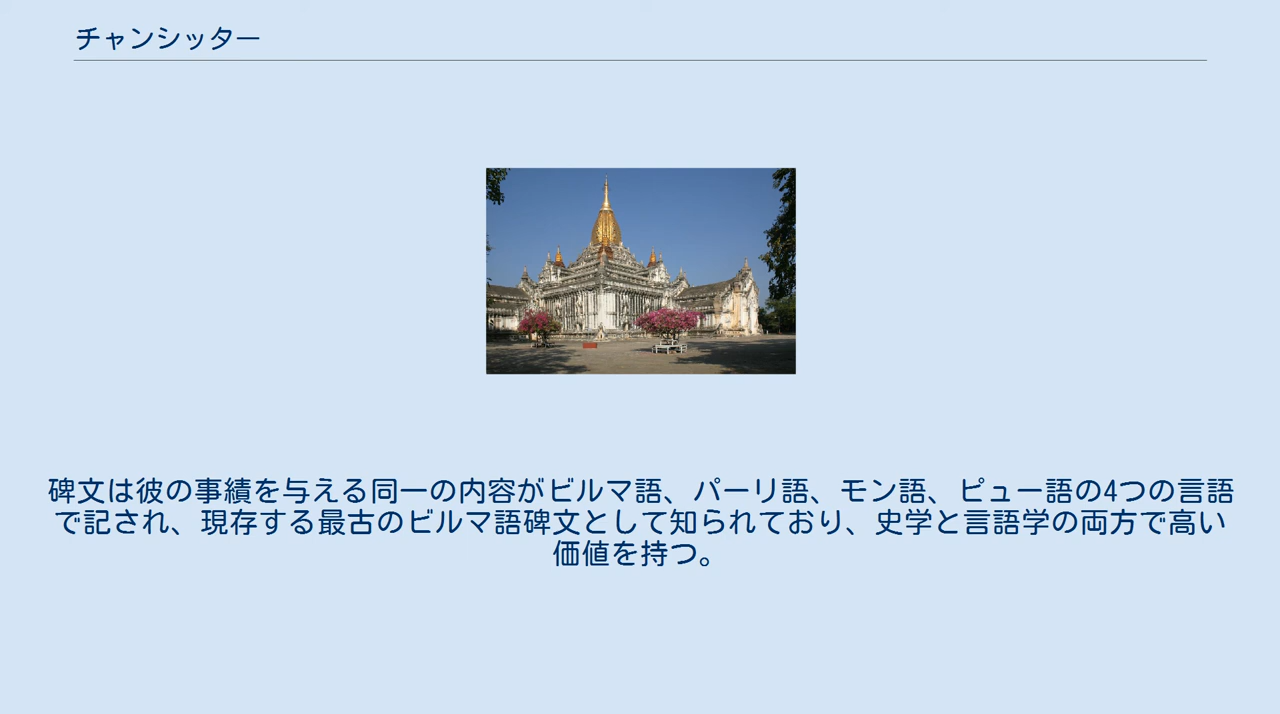 チャンシッター
碑文は彼の事績を与える同一の内容がビルマ語、パーリ語、モン語、ピュー語の4つの言語
で記され、現存する最古のビルマ語碑文として知られており、史学と言語学の両方で高い
価値を持つ。